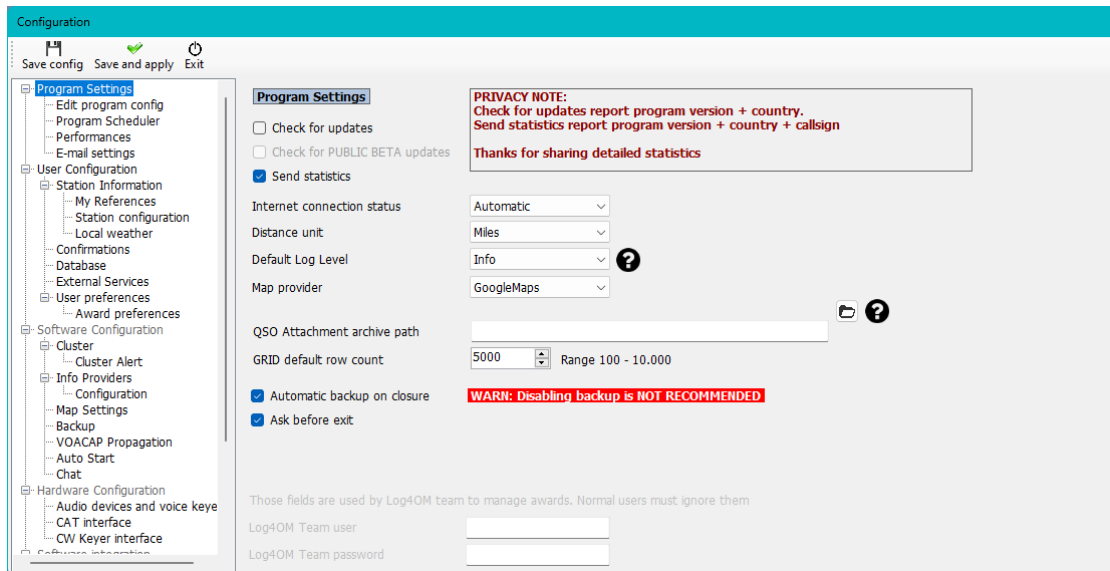 Configuration
Save config Save and apply Exit
Program Settings
Edit program config
Program Scheduler
Performances
E-mail settings
User Configuration
Station Information
My References
Station configuration
Local weather
Confirmations
Database
External Services
User preferences
Award preferences
Software Configuration
Cluster
Cluster Alert
Info Providers
Configuration
Map Settings
Backup
VOACAP Propagation
Auto Start
Chat
Hardware Configuration
Audio devices and voice keye
CAT interface
CW Keyer interface
Software integration
Program Settings
Check for updates
Check for PUBLIC BETA updates
Send statistics
PRIVACY NOTE:
Check for updates report program version + country.
Send statistics report program version + country + callsign
Thanks for sharing detailed statistics
Internet connection status Automatic
Distance unit Miles
Default Log Level Info ?
Map provider GoogleMaps
?
QSO Attachment archive path
GRID default row count 5000 Range 100 - 10.000
Automatic backup on closure WARN: Disabling backup is NOT RECOMMENDED
Ask before exit
Those fields are used by Log4OM team to manage awards. Normal users must ignore them
Log4OM Team user
Log4OM Team password